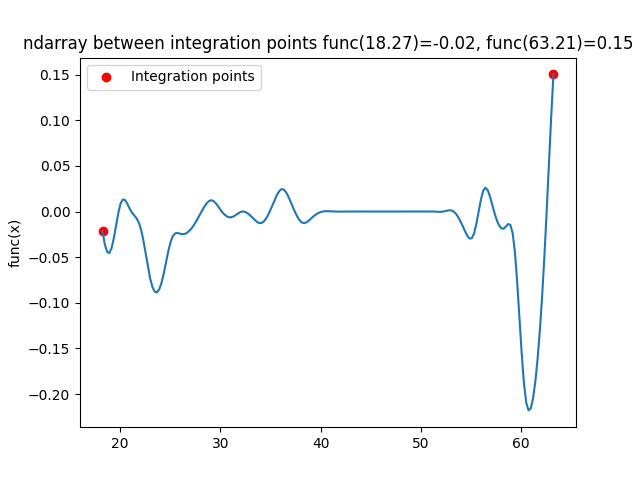 ndarray between integration points func(18.27)=-0.02, func(63.21)=0.15
Integration points
0.15
0.10
0.05
0.00
−0.05
−0.10
−0.15
−0.20
func(x)
20 30 40 50 60